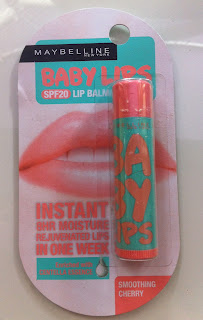 MAYBELLINE
NEW YORK
BABY LIPS
SPF20 LIP BALM
INSTANT
8HR MOISTURE
REJUVENATED LIPS
IN ONE WEEK
BABY
LIPS
SMOOTHING
CHERRY